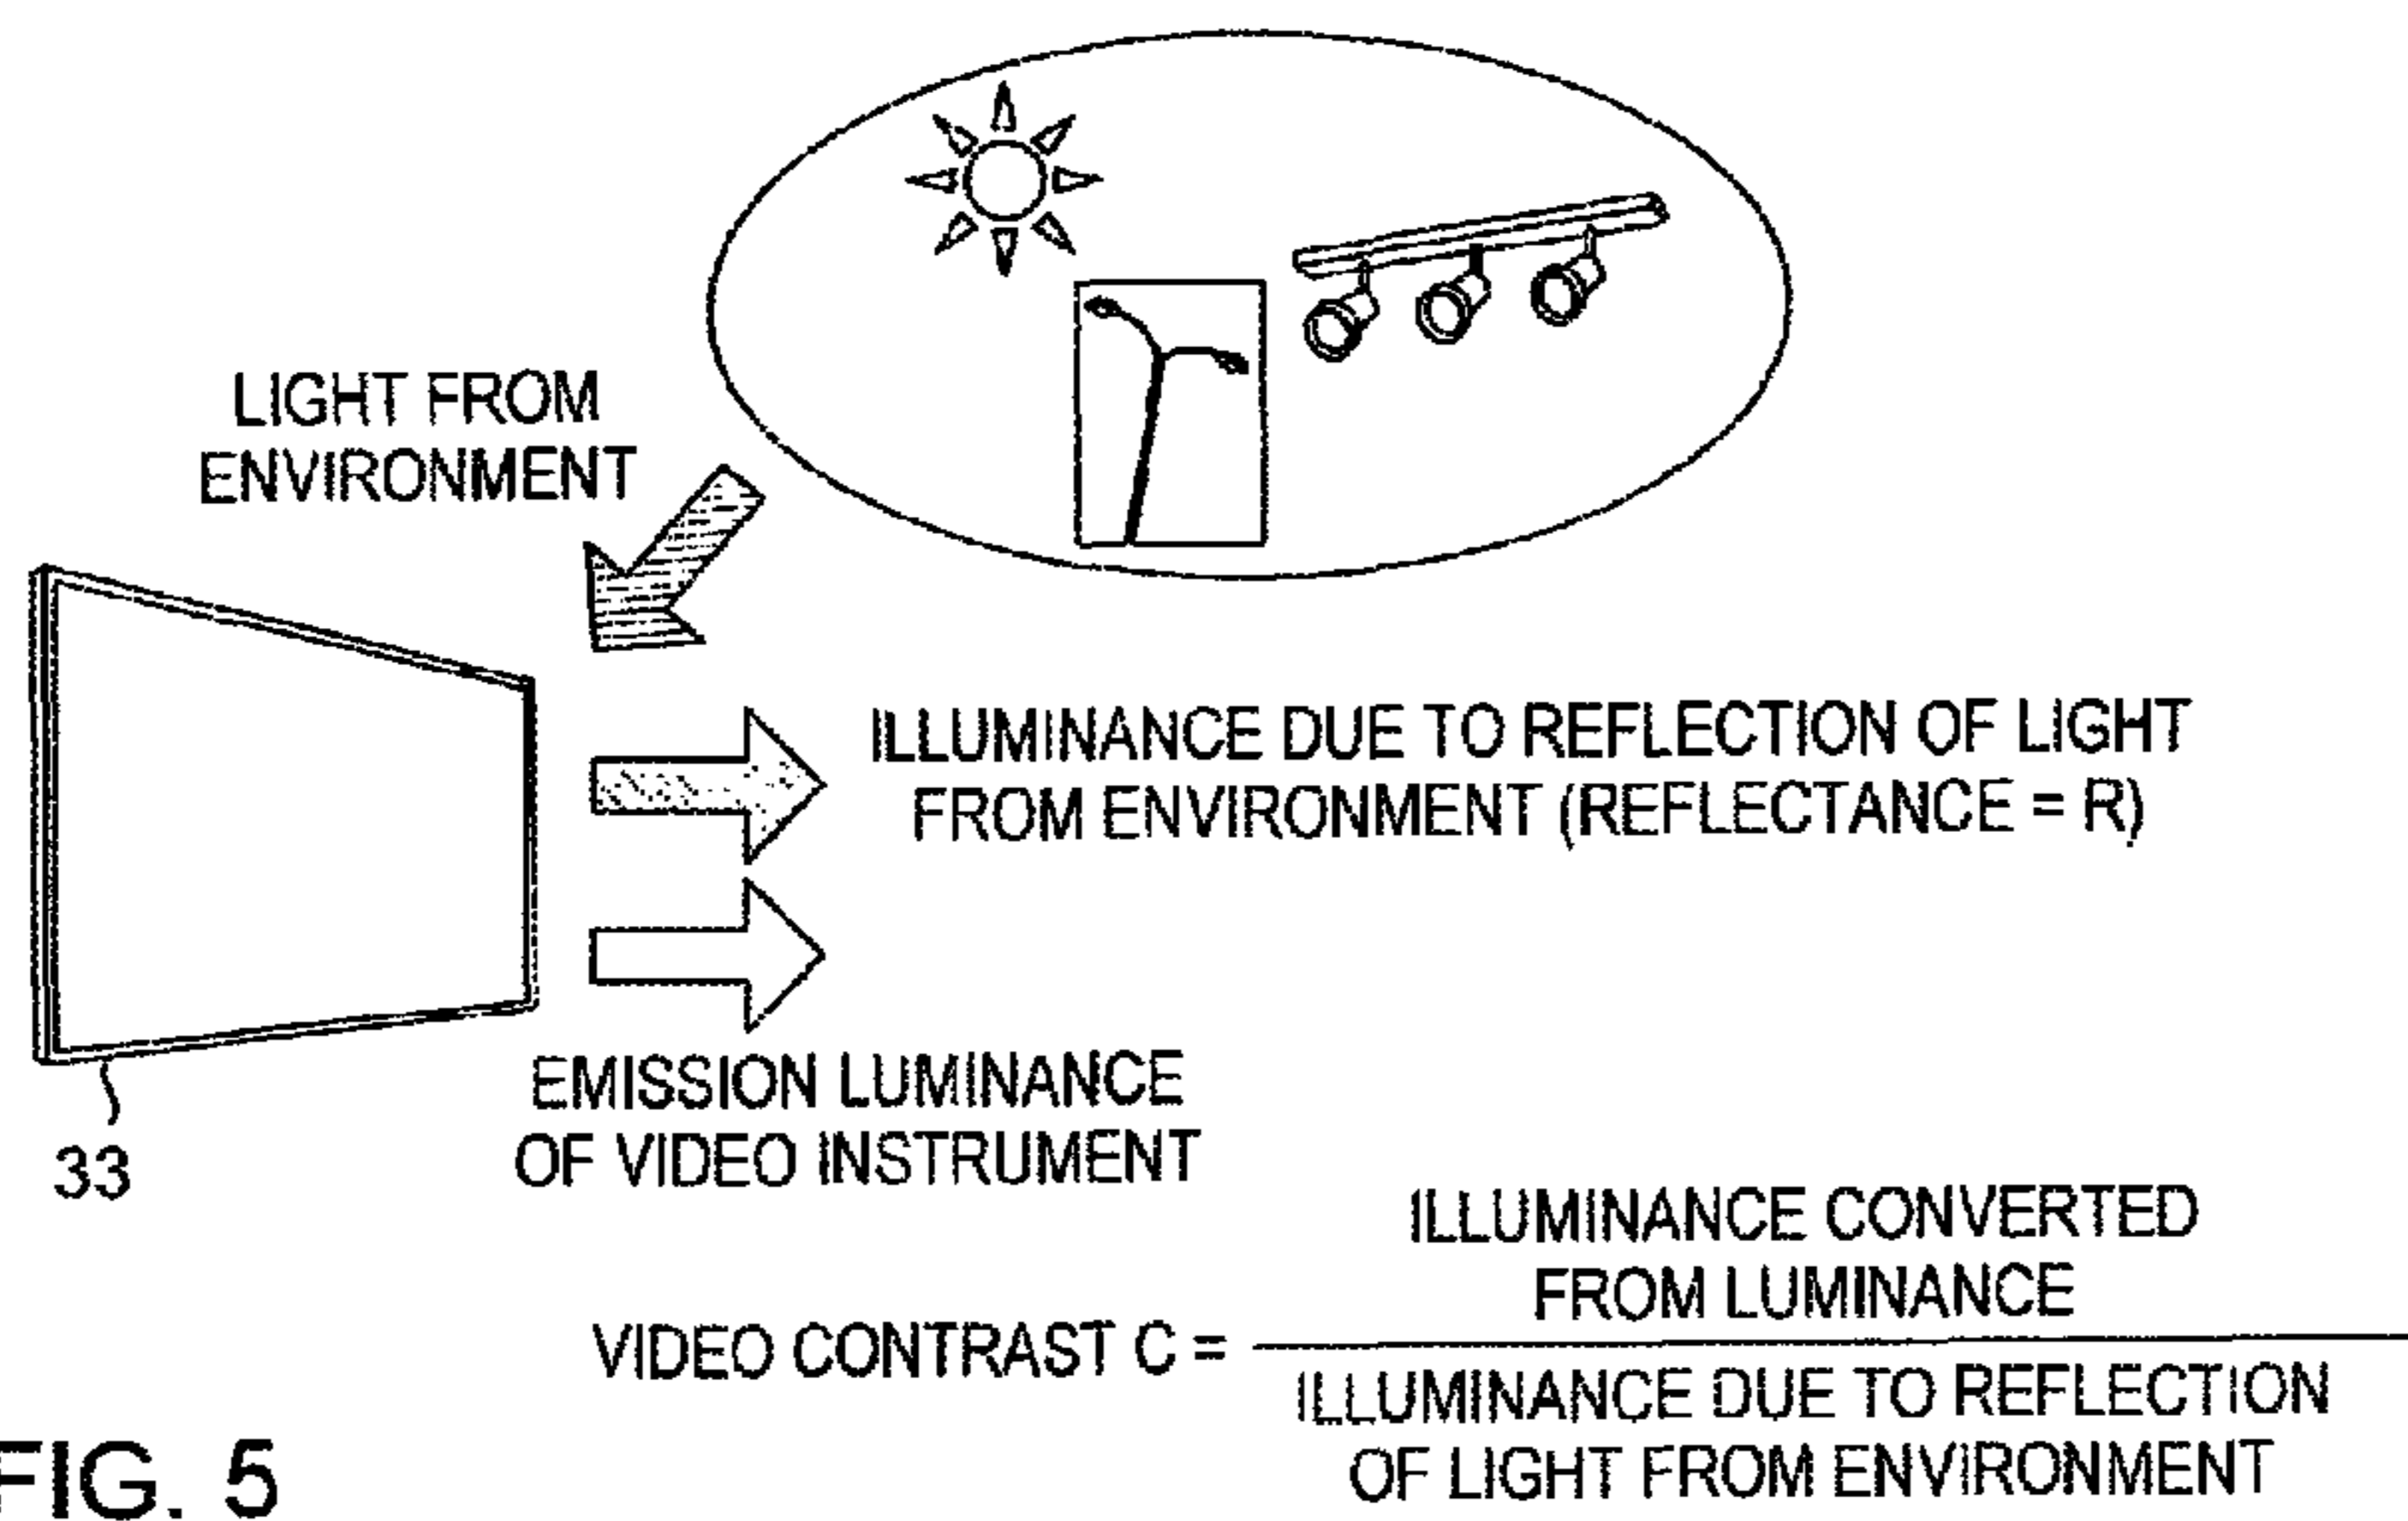 LIGHT FROM
ENVIRONMENT
ILLUMINANCE DUE TO REFLECTION OF LIGHT
FROM ENVIRONMENT (REFLECTANCE = R)
EMISSION LUMINANCE
OF VIDEO INSTRUMENT
33
ILLUMINANCE CONVERTED
FROM LUMINANCE
VIDEO CONTRAST C =
ILLUMINANCE DUE TO REFLECTION
OF LIGHT FROM ENVIRONMENT
FIG. 5